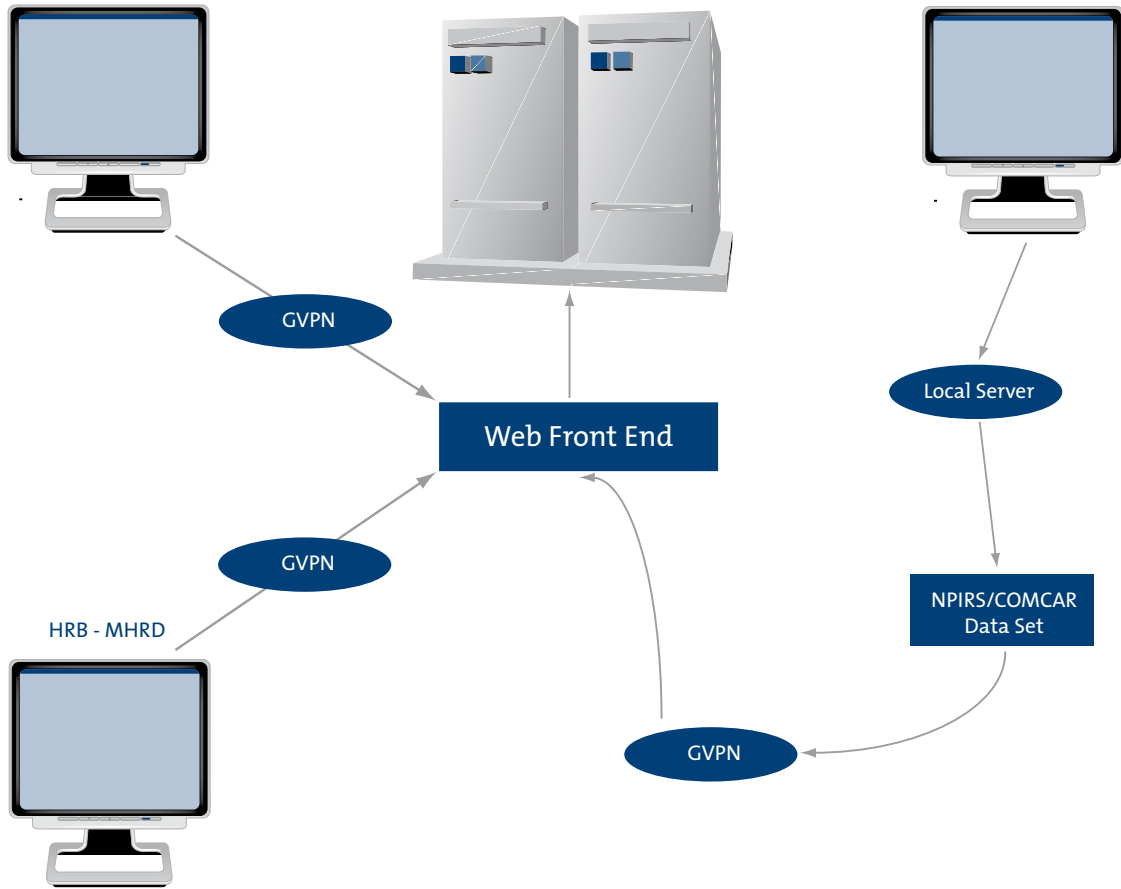 GVPN
Local Server
Web Front End
GVPN
NPIRS/COMCAR
Data Set
HRB - MHRD
GVPN